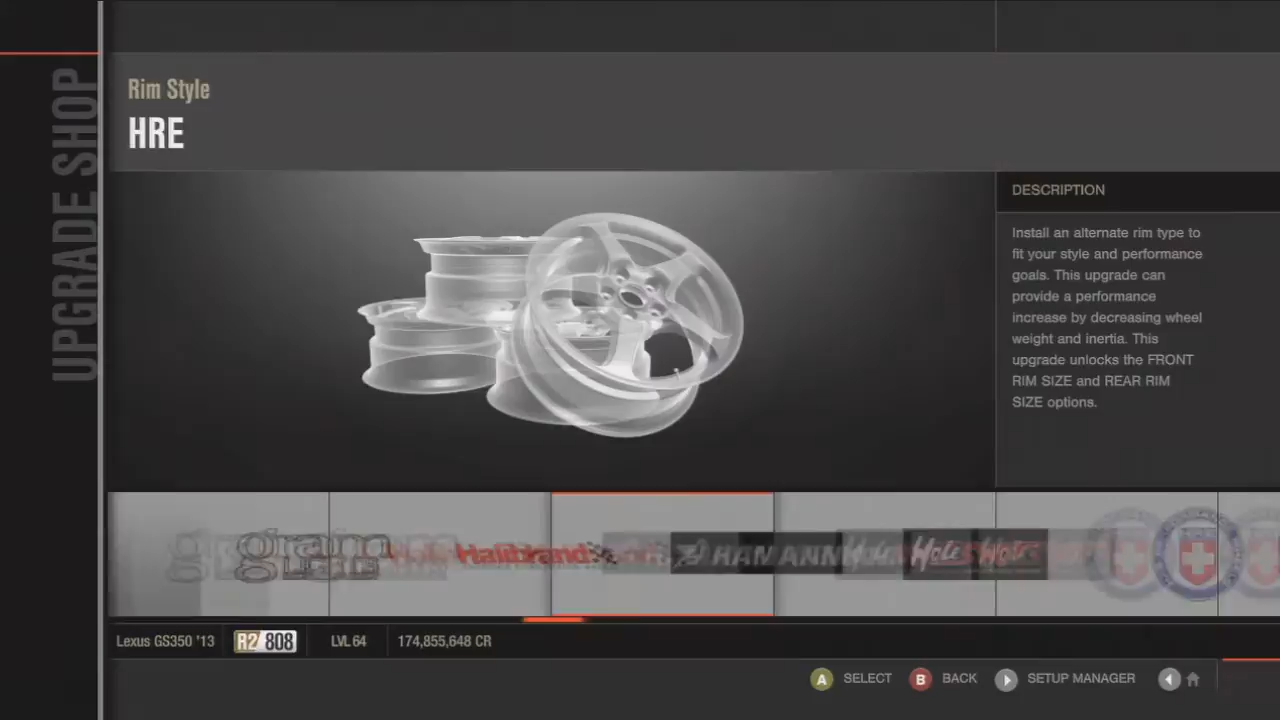 UPGRADE SHOP
Rim Style
HRE
DESCRIPTION
Install an alternate rim type to
fit your style and performance
goals. This upgrade can
provide a performance
increase by decreasing wheel
weight and inertia. This
upgrade unlocks the FRONT
RIM SIZE and REAR RIM
SIZE options.
gram
Halibrand
HANN
Hole
Lexus GS350 '13
R2 808
LVL 64
174,855,648 CR
A SELECT
B BACK
SETUP MANAGER